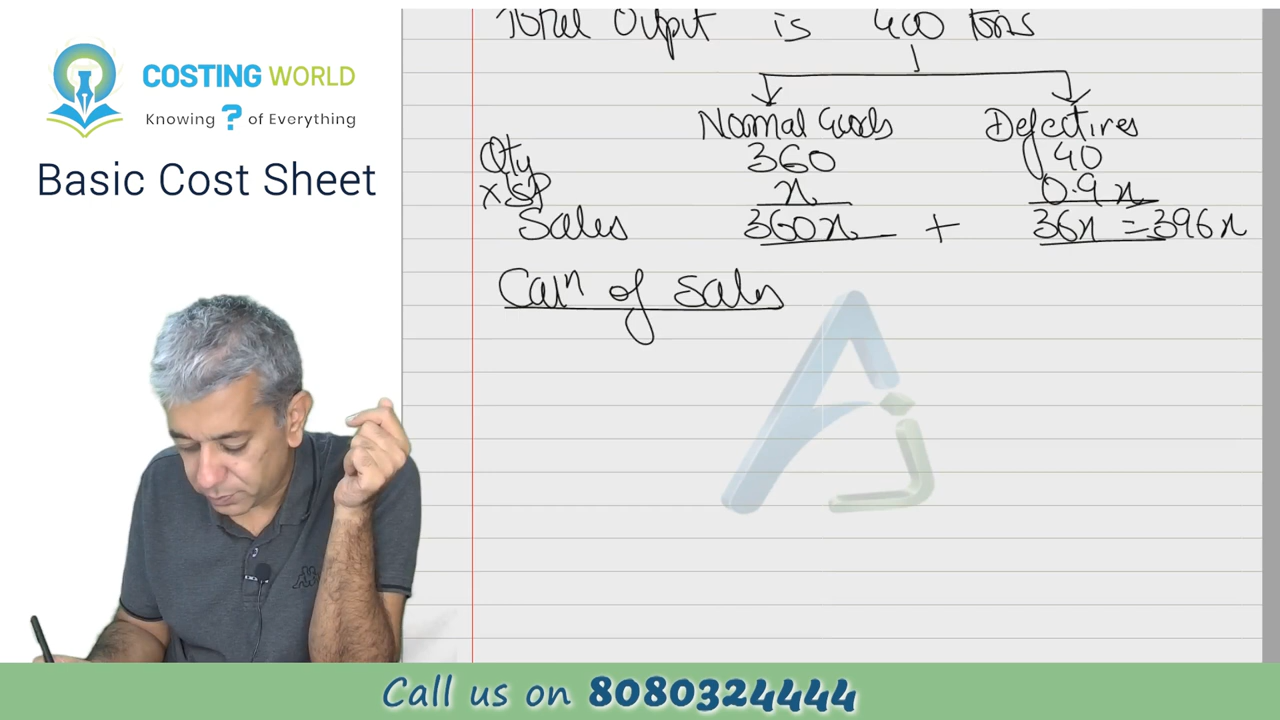 COSTING WORLD
Knowing ? of Everything
Basic Cost Sheet
Total Output is 400 tons
Normal Goods Defectives
Qty 360 40
x SP x 0.9x
Sales 360x + 36x = 396x
Calⁿ of Sales
Call us on 8080324444